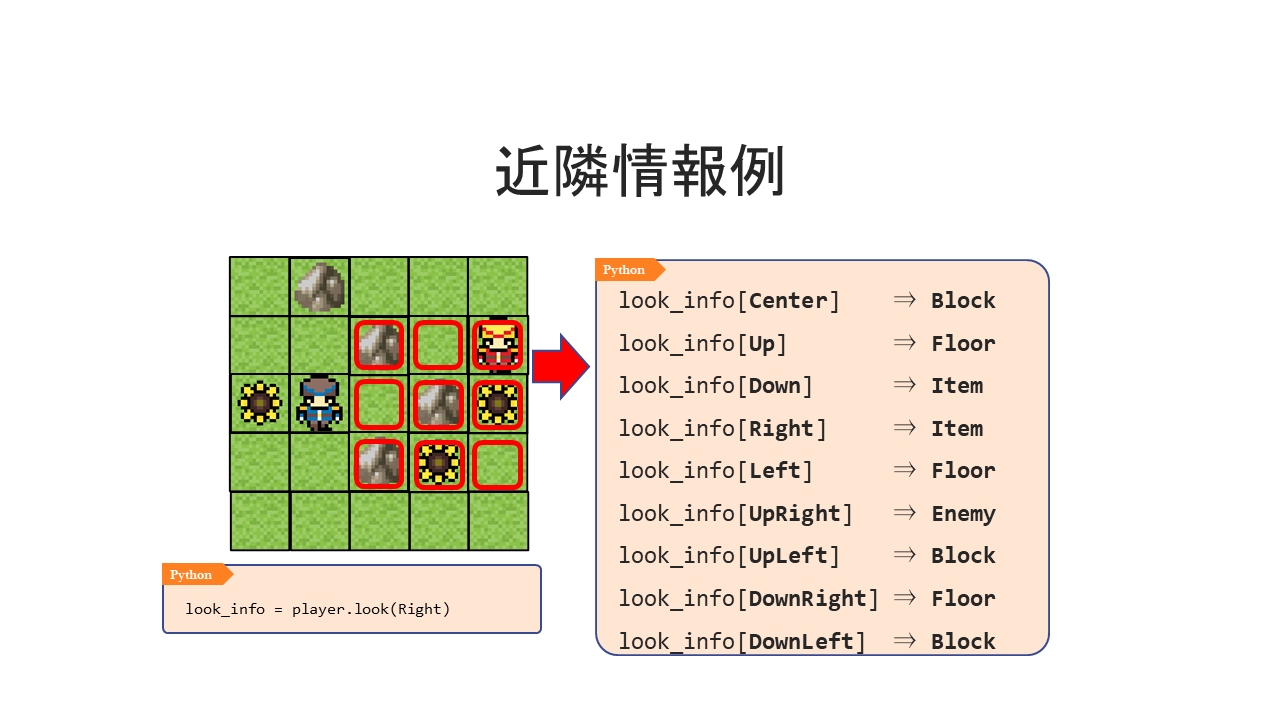 近隣情報例
Python
look_info[Center] ⇒ Block
look_info[Up] ⇒ Floor
look_info[Down] ⇒ Item
look_info[Right] ⇒ Item
look_info[Left] ⇒ Floor
look_info[UpRight] ⇒ Enemy
look_info[UpLeft] ⇒ Block
look_info[DownRight] ⇒ Floor
look_info[DownLeft] ⇒ Block
Python
look_info = player.look(Right)